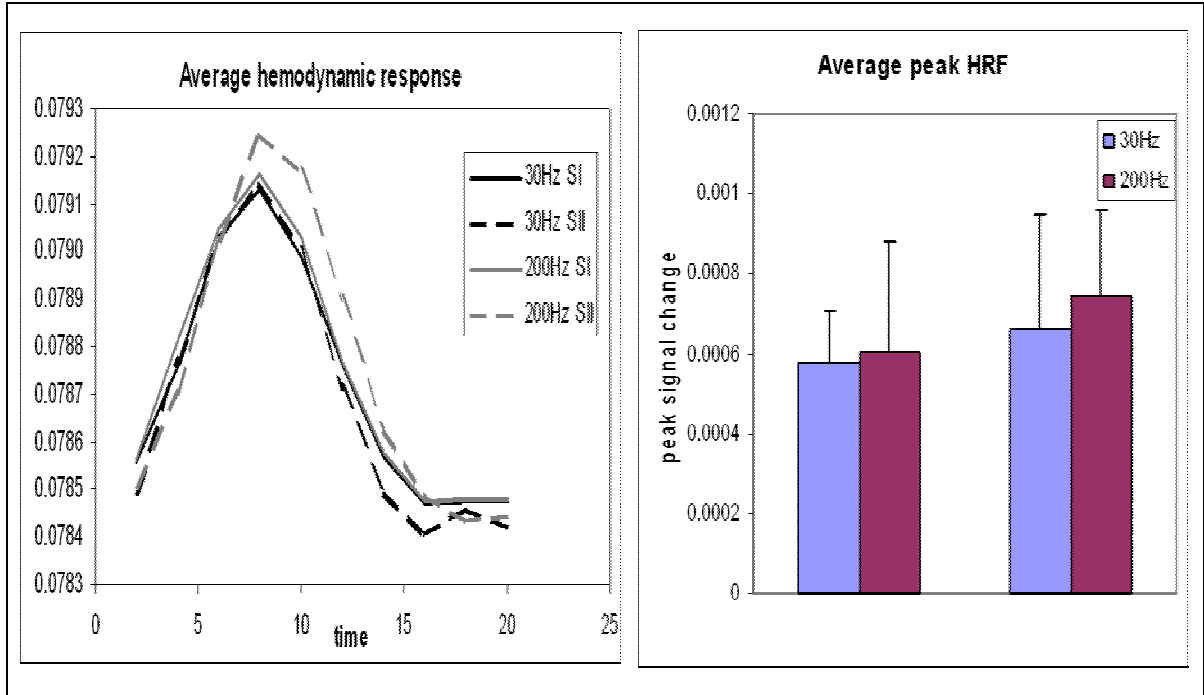 Average hemodynamic response
0.0793
0.0792
0.0791
0.0790
0.0789
0.0788
0.0787
0.0786
0.0785
0.0784
0.0783
0
5
10
15
20
25
time
30Hz SI
30Hz SII
200Hz SI
200Hz SII
Average peak HRF
peak signal change
0.0012
0.001
0.0008
0.0006
0.0004
0.0002
0
30Hz
200Hz